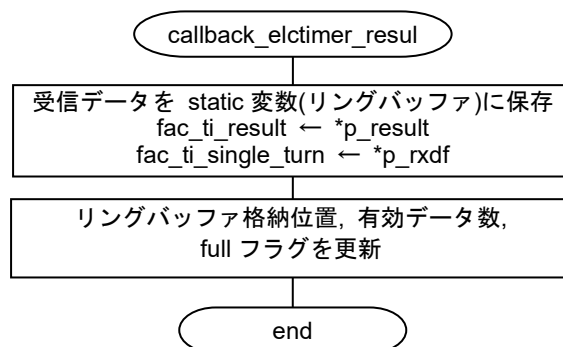 callback_elctimer_resul
受信データを static 変数(リングバッファ)に保存
fac_ti_result ← *p_result
fac_ti_single_turn ← *p_rxdf
リングバッファ格納位置, 有効データ数,
full フラグを更新
end